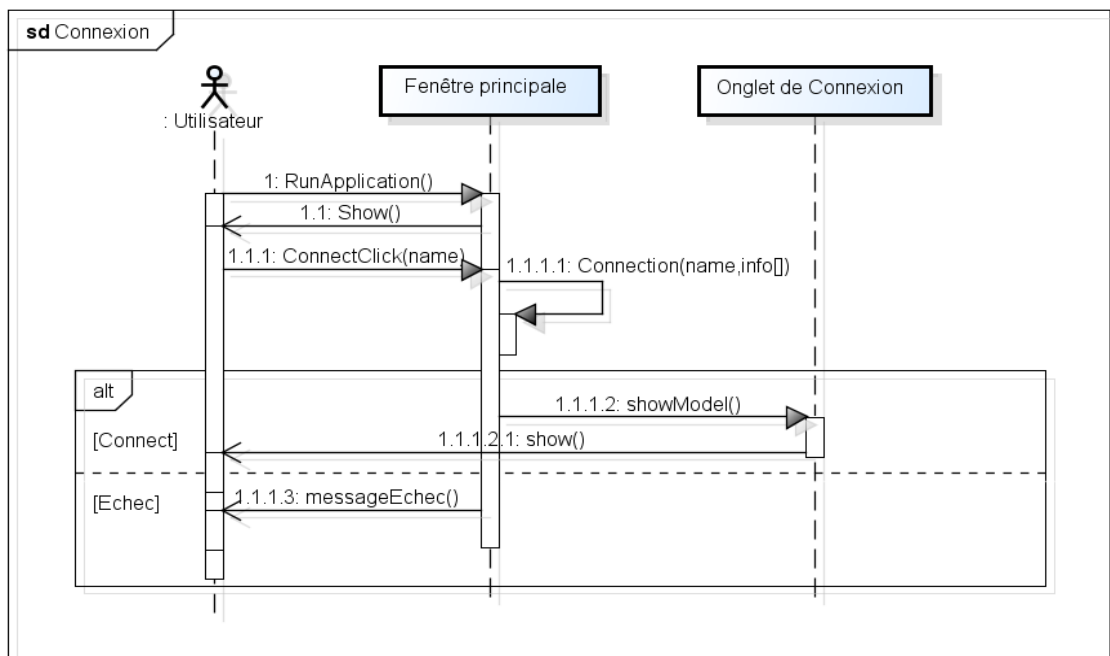 sd Connexion
: Utilisateur
Fenêtre principale
Onglet de Connexion
1: RunApplication()
1.1: Show()
1.1.1: ConnectClick(name)
1.1.1.1: Connection(name,info[])
alt
1.1.1.2: showModel()
[Connect]
1.1.1.2.1: show()
[Echec]
1.1.1.3: messageEchec()